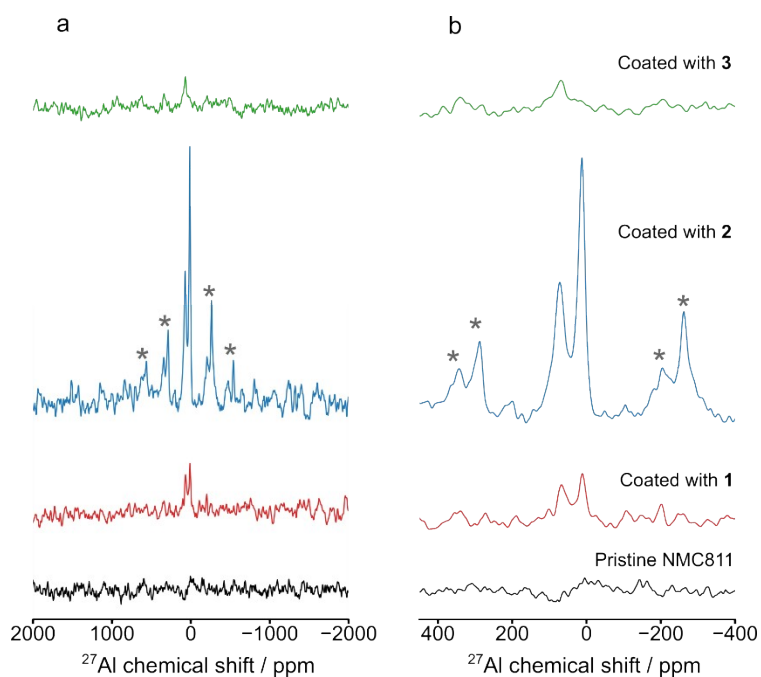 a
b
Coated with 3
Coated with 2
*
*
*
*
*
*
*
*
Coated with 1
Pristine NMC811
2000 1000 0 −1000 −2000
400 200 0 −200 −400
²⁷Al chemical shift / ppm
²⁷Al chemical shift / ppm